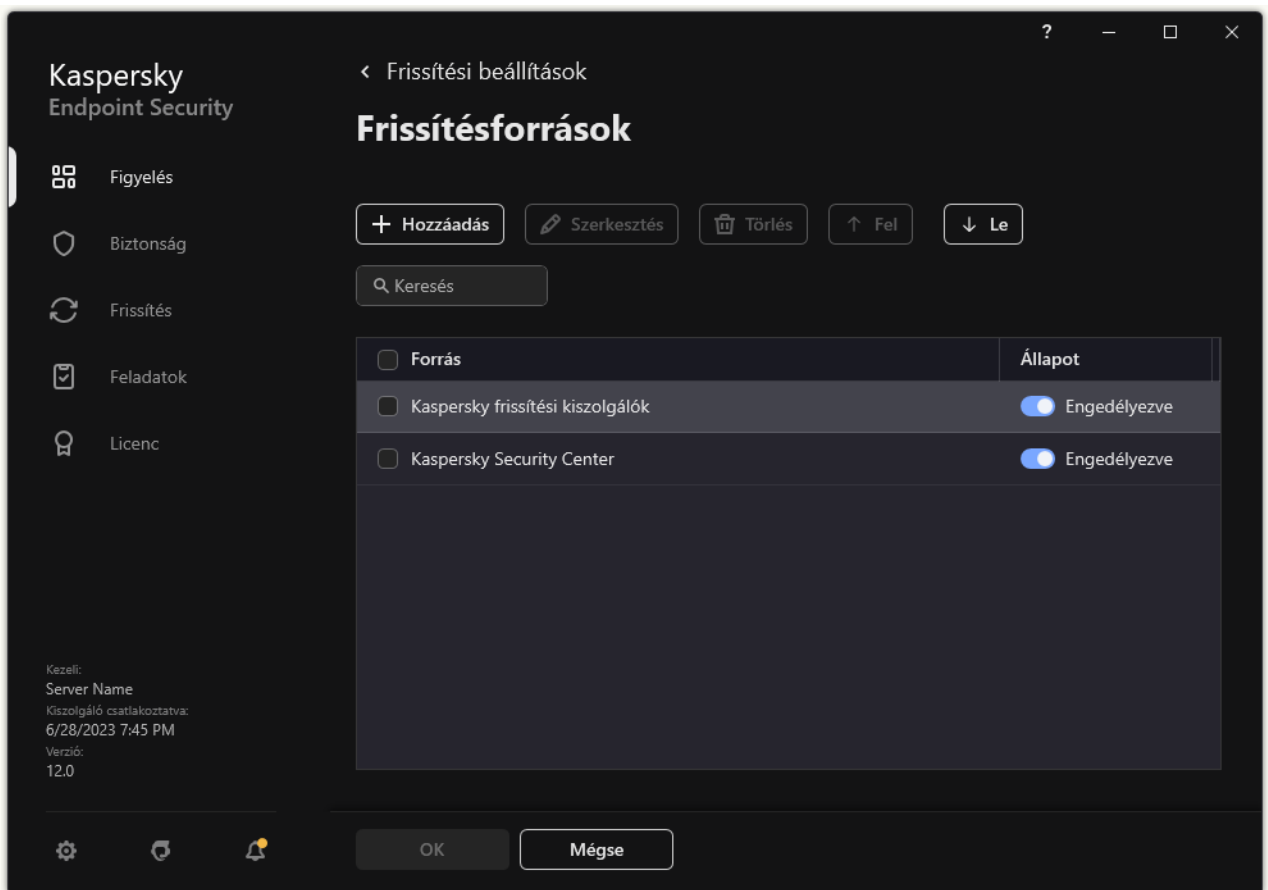 ?
Kaspersky
Endpoint Security
Figyelés
Biztonság
Frissítés
Feladatok
Licenc
Kezeli:
Server Name
Kiszolgáló csatlakoztatva:
6/28/2023 7:45 PM
Verzió:
12.0
Frissítési beállítások
Frissítésforrások
Hozzáadás Szerkesztés Törlés Fel Le
Keresés
Forrás Állapot
Kaspersky frissítési kiszolgálók Engedélyezve
Kaspersky Security Center Engedélyezve
OK Mégse